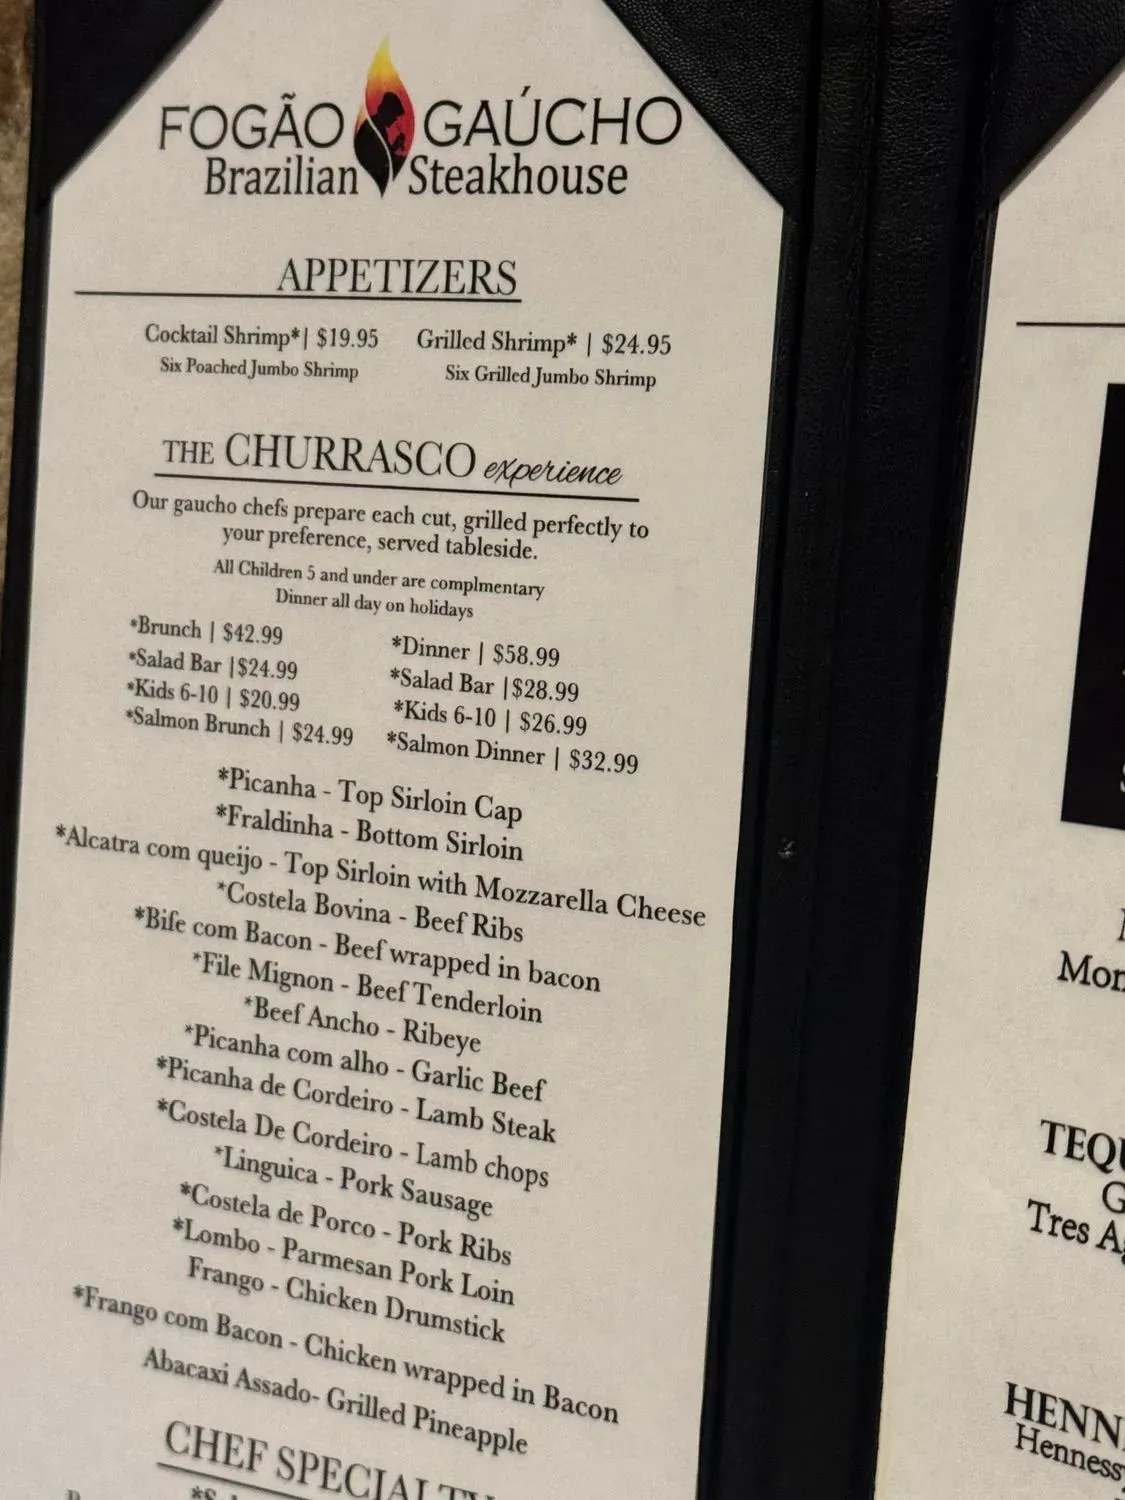 FOGÃO GAÚCHO
Brazilian Steakhouse
APPETIZERS
Cocktail Shrimp*| $19.95 Grilled Shrimp* | $24.95
Six Poached Jumbo Shrimp Six Grilled Jumbo Shrimp
THE CHURRASCO experience
Our gaucho chefs prepare each cut, grilled perfectly to
your preference, served tableside.
All Children 5 and under are complmentary
Dinner all day on holidays
*Brunch | $42.99 *Dinner | $58.99
*Salad Bar |$24.99 *Salad Bar |$28.99
*Kids 6-10 | $20.99 *Kids 6-10 | $26.99
*Salmon Brunch | $24.99 *Salmon Dinner | $32.99
*Picanha - Top Sirloin Cap
*Fraldinha - Bottom Sirloin
*Alcatra com queijo - Top Sirloin with Mozzarella Cheese
*Costela Bovina - Beef Ribs
*Bife com Bacon - Beef wrapped in bacon
*File Mignon - Beef Tenderloin
*Beef Ancho - Ribeye
*Picanha com alho - Garlic Beef
*Picanha de Cordeiro - Lamb Steak
*Costela De Cordeiro - Lamb chops
*Linguica - Pork Sausage
*Costela de Porco - Pork Ribs
*Lombo - Parmesan Pork Loin
Frango - Chicken Drumstick
*Frango com Bacon - Chicken wrapped in Bacon
Abacaxi Assado- Grilled Pineapple
CHEF SPECIALTY
Mon
TEQU
G
Tres Ag
HENN
Hennessy